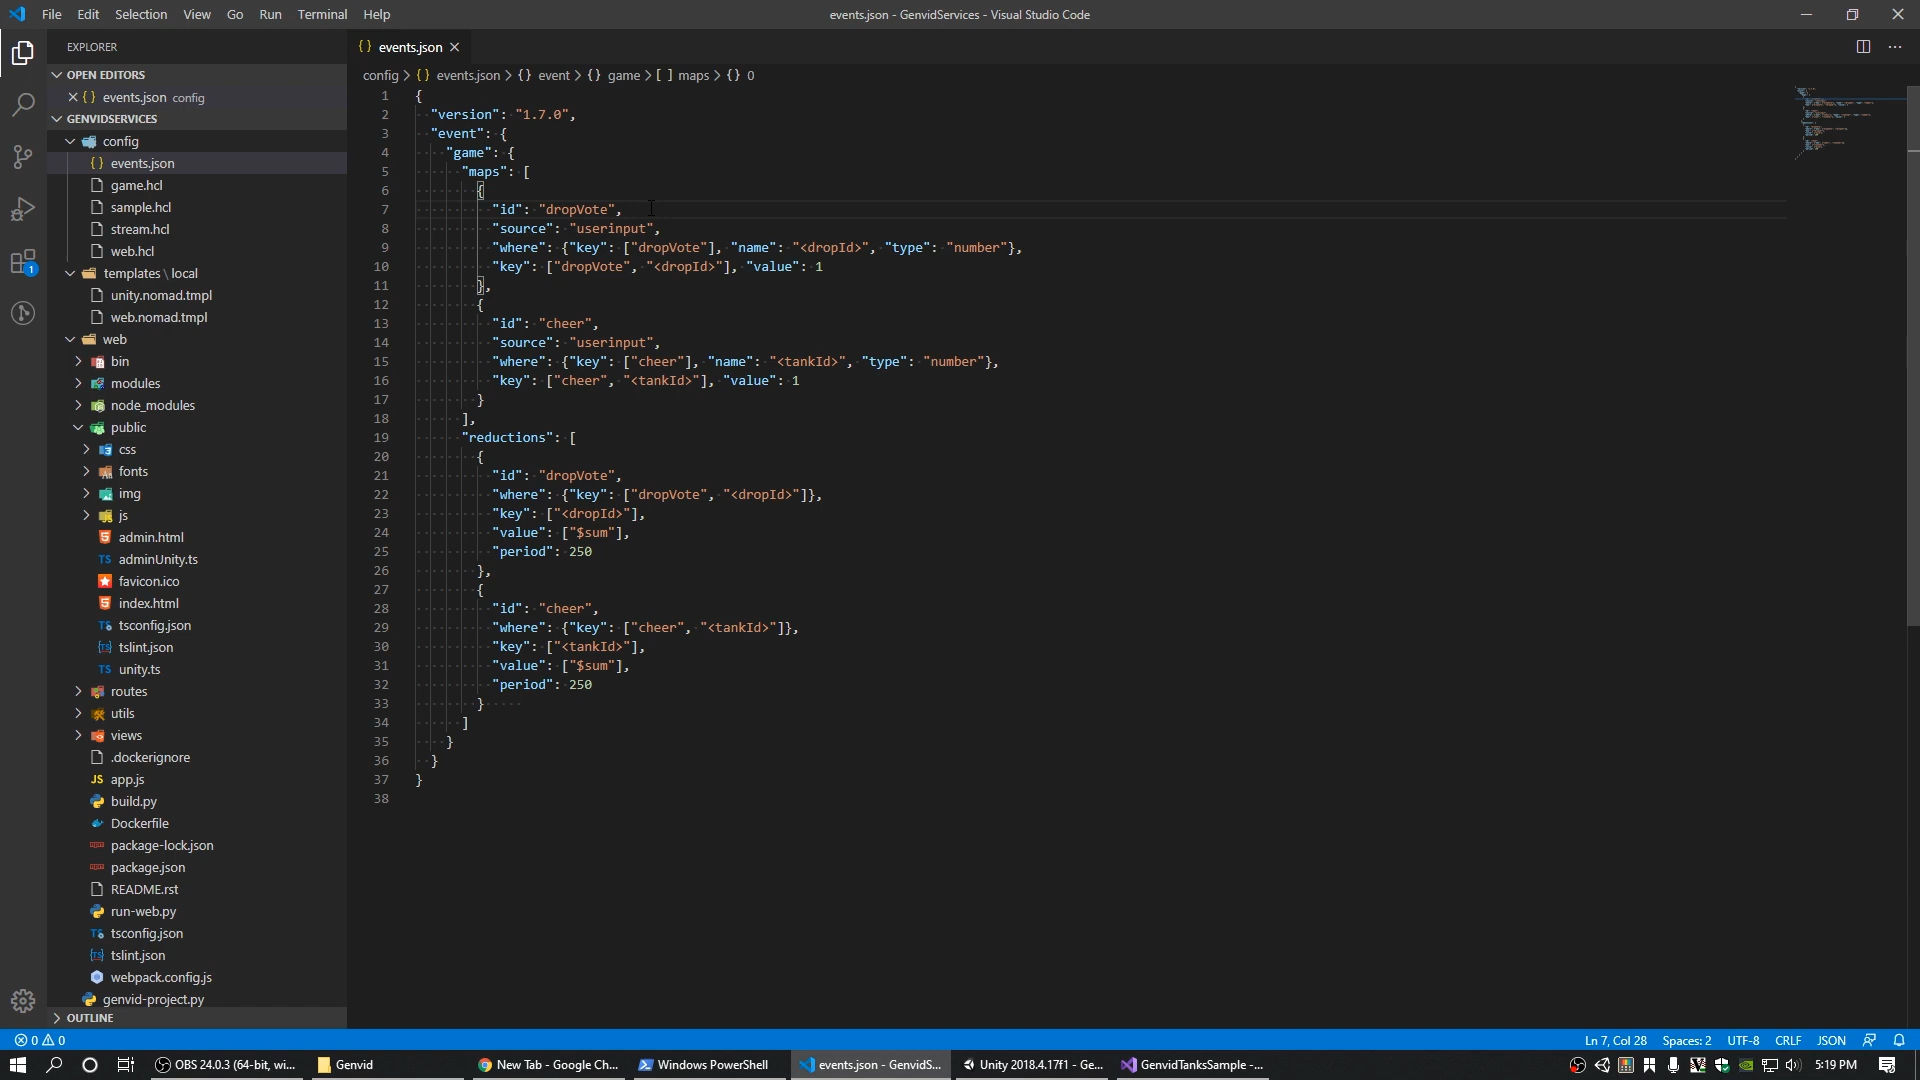 File Edit Selection View Go Run Terminal Help
events.json - GenvidServices - Visual Studio Code
EXPLORER
OPEN EDITORS
{} events.json config
GENVIDSERVICES
config
{} events.json
game.hcl
sample.hcl
stream.hcl
web.hcl
templates \ local
unity.nomad.tmpl
web.nomad.tmpl
web
bin
modules
node_modules
public
css
fonts
img
js
admin.html
TS adminUnity.ts
favicon.ico
index.html
tsconfig.json
tslint.json
TS unity.ts
routes
utils
views
.dockerignore
JS app.js
build.py
Dockerfile
package-lock.json
package.json
README.rst
run-web.py
tsconfig.json
tslint.json
webpack.config.js
genvid-project.py
OUTLINE
1
{} events.json
config > {} events.json > {} event > {} game > [ ] maps > {} 0
1 {
2 "version": "1.7.0",
3 "event": {
4 "game": {
5 "maps": [
6 {
7 "id": "dropVote",
8 "source": "userinput",
9 "where": {"key": ["dropVote"], "name": "<dropId>", "type": "number"},
10 "key": ["dropVote", "<dropId>"], "value": 1
11 },
12 {
13 "id": "cheer",
14 "source": "userinput",
15 "where": {"key": ["cheer"], "name": "<tankId>", "type": "number"},
16 "key": ["cheer", "<tankId>"], "value": 1
17 }
18 ],
19 "reductions": [
20 {
21 "id": "dropVote",
22 "where": {"key": ["dropVote", "<dropId>"]},
23 "key": ["<dropId>"],
24 "value": ["$sum"],
25 "period": 250
26 },
27 {
28 "id": "cheer",
29 "where": {"key": ["cheer", "<tankId>"]},
30 "key": ["<tankId>"],
31 "value": ["$sum"],
32 "period": 250
33 }
34 ]
35 }
36 }
37 }
38
0 0 Ln 7, Col 28 Spaces: 2 UTF-8 CRLF JSON
OBS 24.0.3 (64-bit, wi... Genvid New Tab - Google Ch... Windows PowerShell events.json - GenvidS... Unity 2018.4.17f1 - Ge... GenvidTanksSample -... 5:19 PM